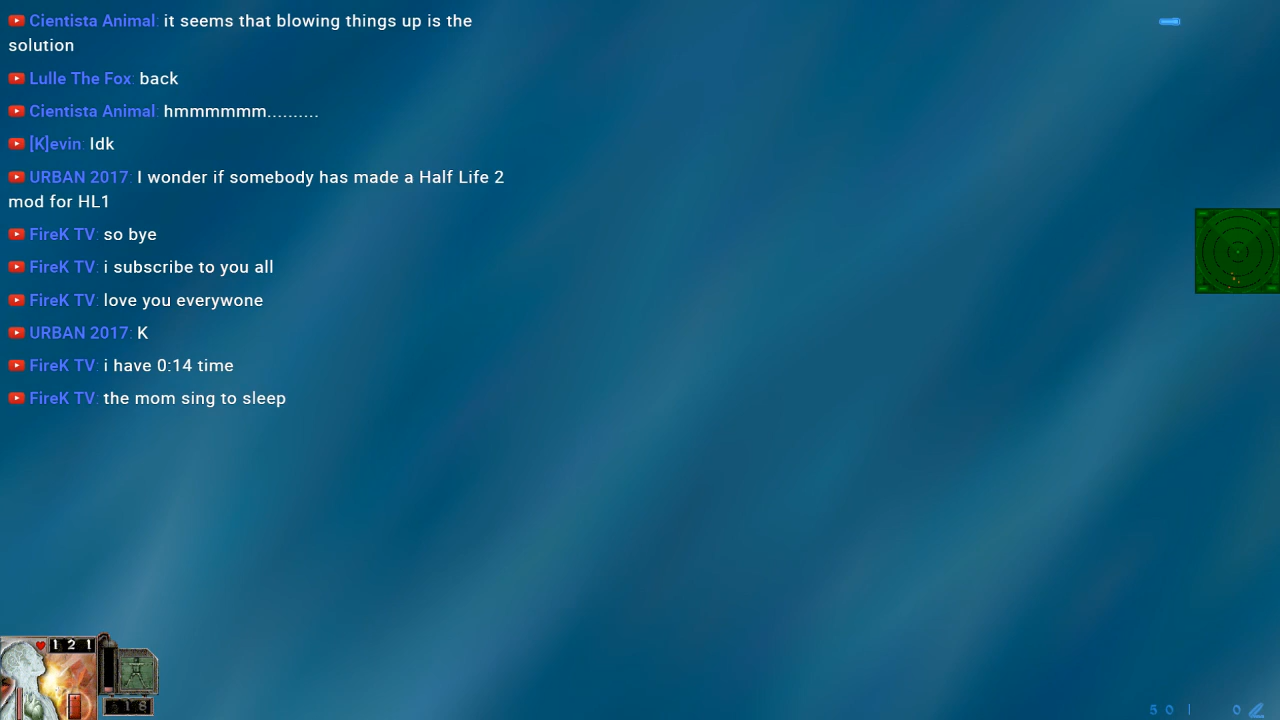 Cientista Animal: it seems that blowing things up is the
solution
Lulle The Fox: back
Cientista Animal: hmmmmmm..........
[K]evin: Idk
URBAN 2017: I wonder if somebody has made a Half Life 2
mod for HL1
FireK TV: so bye
FireK TV: i subscribe to you all
FireK TV: love you everywone
URBAN 2017: K
FireK TV: i have 0:14 time
FireK TV: the mom sing to sleep
121
318
50 | 0